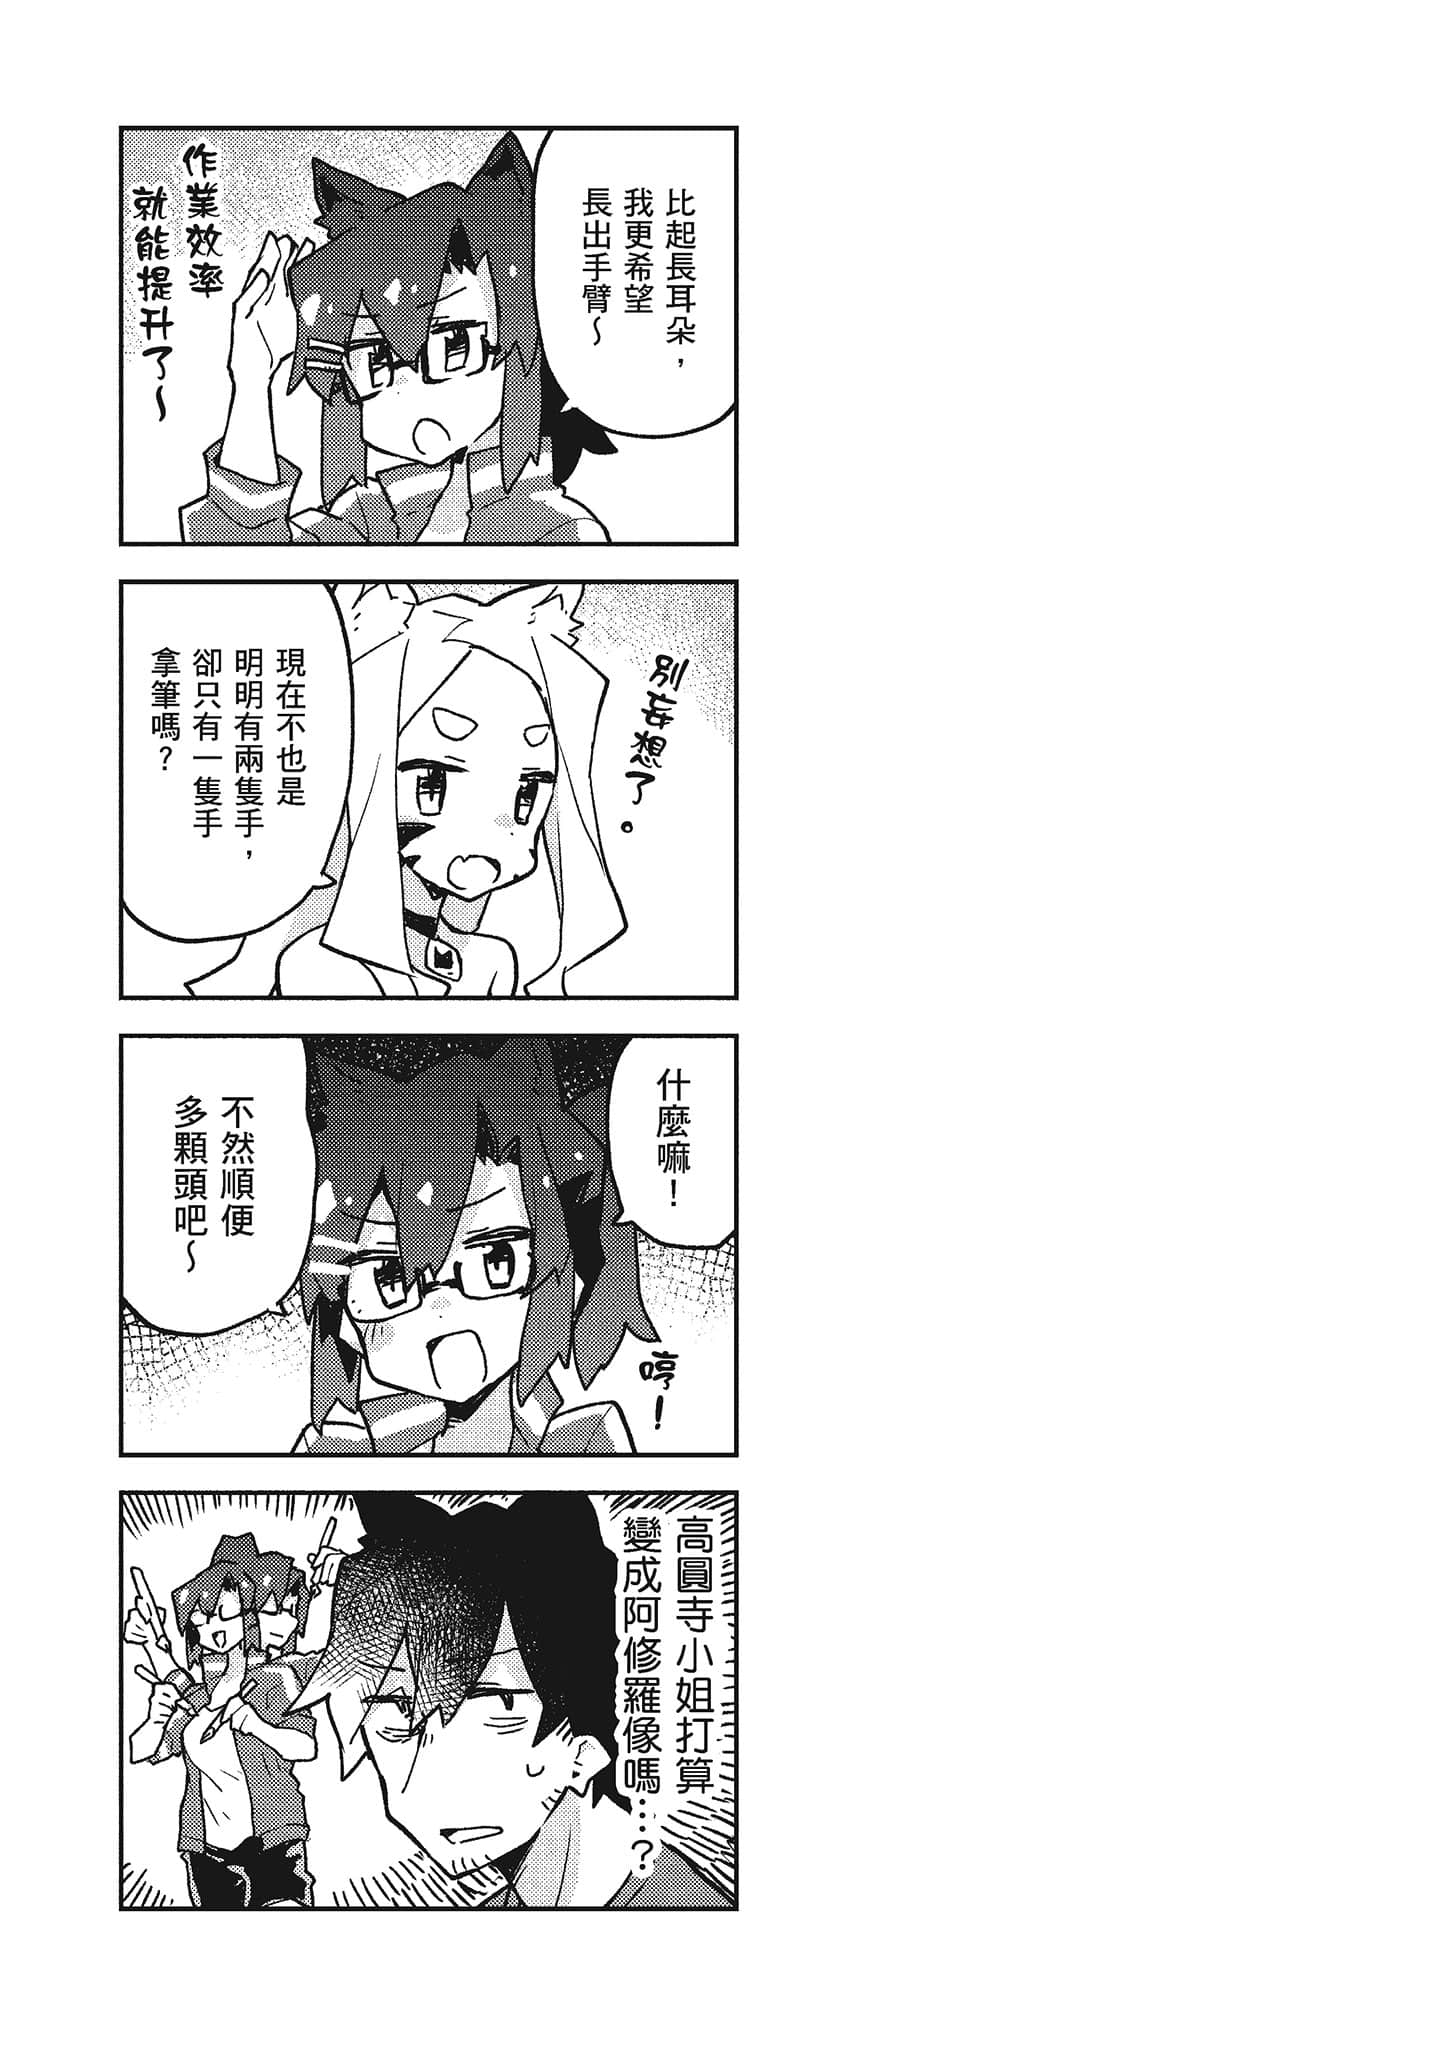 比起長耳朵，
我更希望
長出手臂～
作業效率
就能提升了～
別妄想了。
現在不也是
明明有兩隻手，
卻只有一隻手
拿筆嗎？
什麼嘛！
哼！
不然順便
多顆頭吧～
高圓寺小姐打算
變成阿修羅像嗎…？